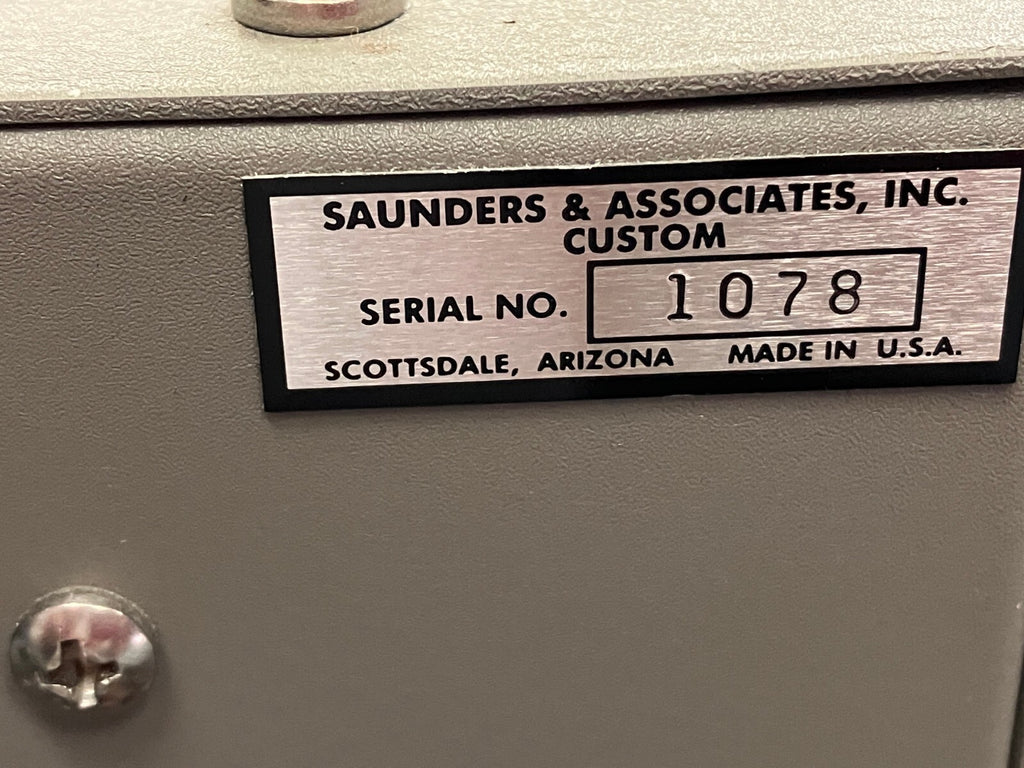 SAUNDERS & ASSOCIATES, INC.
CUSTOM
SERIAL NO. 1078
SCOTTSDALE, ARIZONA MADE IN U.S.A.